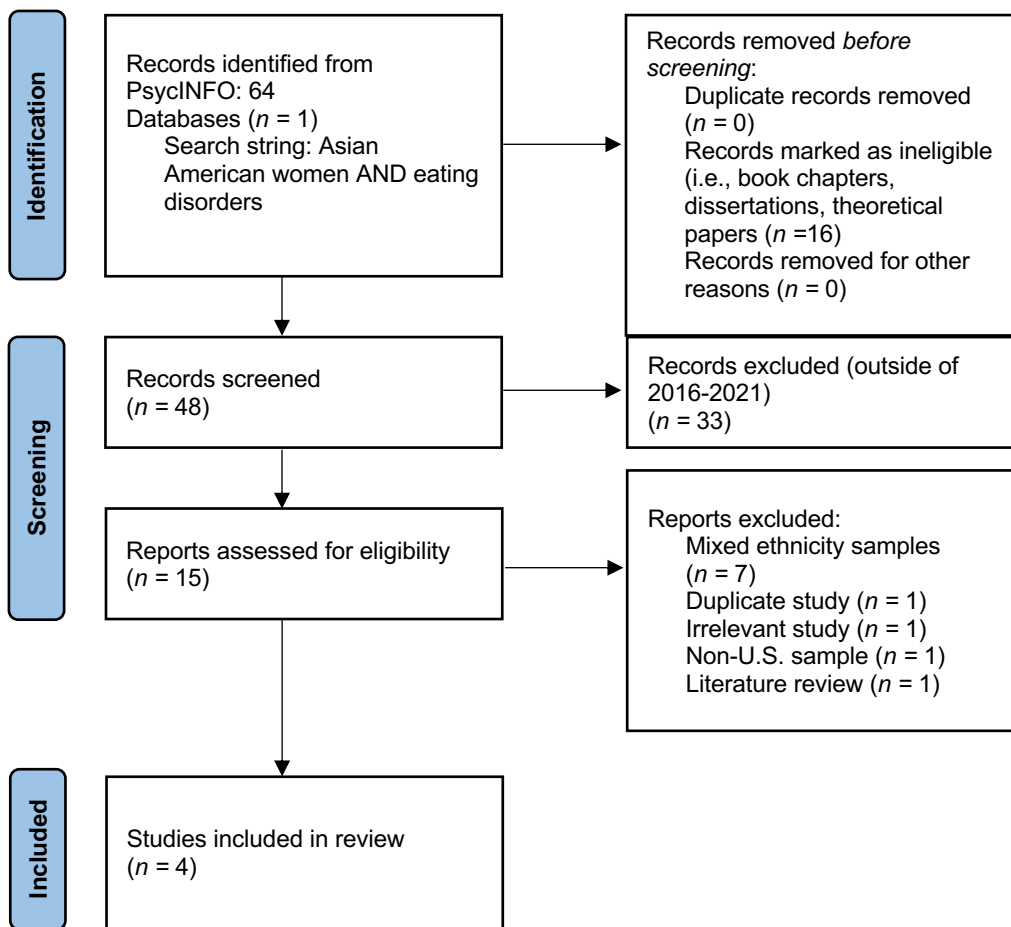 Identification
Records identified from
PsycINFO: 64
Databases (n = 1)
Search string: Asian
American women AND eating
disorders
Records removed before
screening:
Duplicate records removed
(n = 0)
Records marked as ineligible
(i.e., book chapters,
dissertations, theoretical
papers (n =16)
Records removed for other
reasons (n = 0)
Screening
Records screened
(n = 48)
Records excluded (outside of
2016-2021)
(n = 33)
Reports assessed for eligibility
(n = 15)
Reports excluded:
Mixed ethnicity samples
(n = 7)
Duplicate study (n = 1)
Irrelevant study (n = 1)
Non-U.S. sample (n = 1)
Literature review (n = 1)
Included
Studies included in review
(n = 4)